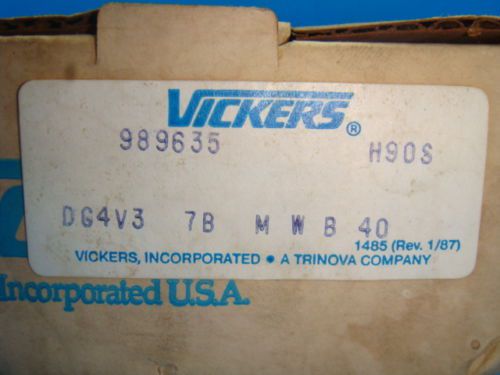 VICKERS®
989635 H90S
DG4V3 7B M W B 40
1485 (Rev. 1/87)
VICKERS, INCORPORATED • A TRINOVA COMPANY
Incorporated U.S.A.